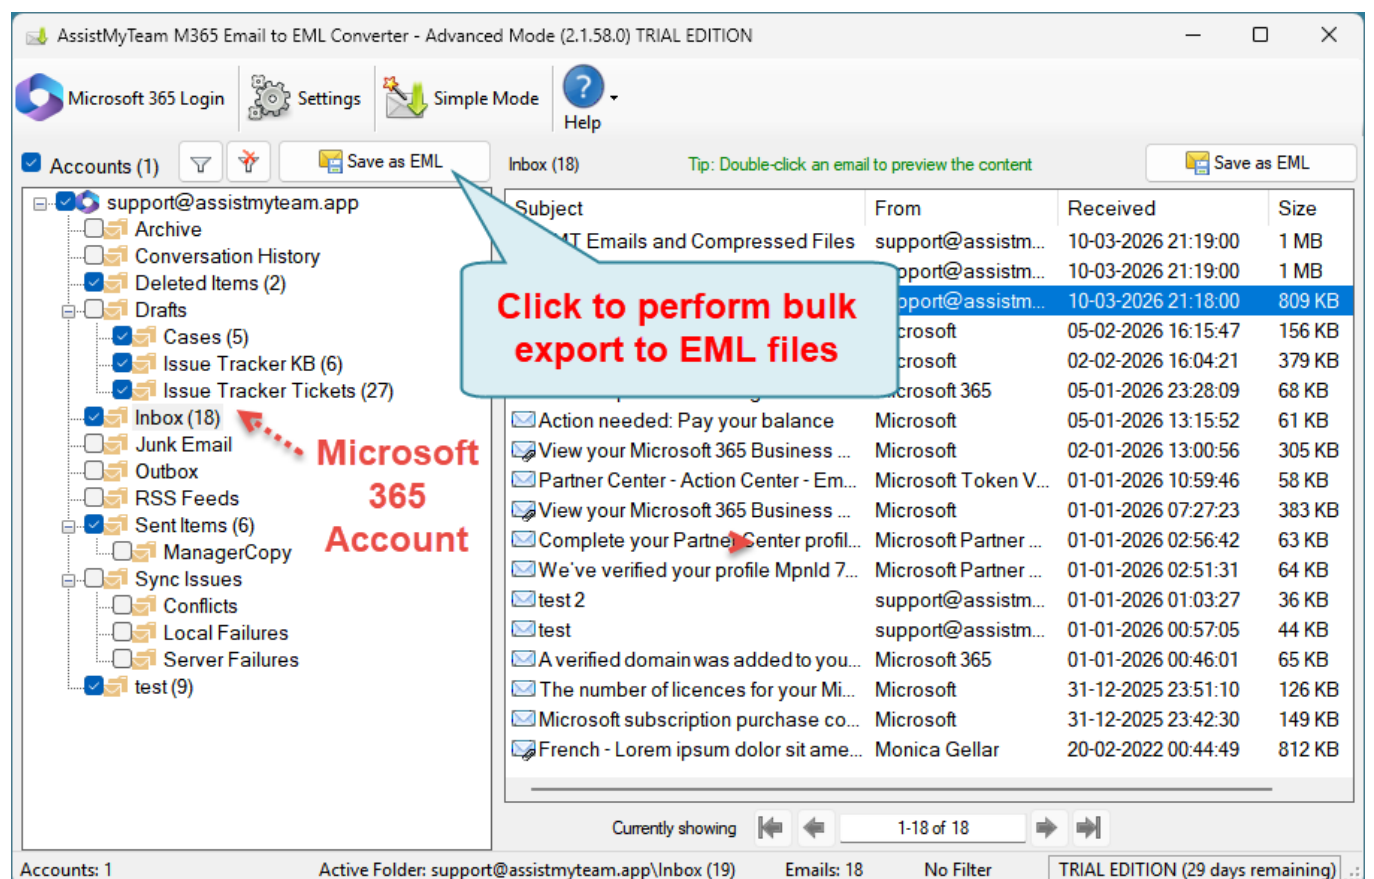 AssistMyTeam M365 Email to EML Converter - Advanced Mode (2.1.58.0) TRIAL EDITION
Microsoft 365 Login
Settings
Simple Mode
Help
Accounts (1)
Save as EML
Inbox (18)
Tip: Double-click an email to preview the content
Save as EML
support@assistmyteam.app
Archive
Conversation History
Deleted Items (2)
Drafts
Cases (5)
Issue Tracker KB (6)
Issue Tracker Tickets (27)
Inbox (18)
Junk Email
Outbox
RSS Feeds
Sent Items (6)
ManagerCopy
Sync Issues
Conflicts
Local Failures
Server Failures
test (9)
Microsoft
365
Account
Click to perform bulk
export to EML files
Subject From Received Size
Emails and Compressed Files support@assistm... 10-03-2026 21:19:00 1 MB
10-03-2026 21:19:00 1 MB
10-03-2026 21:18:00 809 KB
05-02-2026 16:15:47 156 KB
02-02-2026 16:04:21 379 KB
365 05-01-2026 23:28:09 68 KB
Action needed: Pay your balance Microsoft 05-01-2026 13:15:52 61 KB
View your Microsoft 365 Business ... Microsoft 02-01-2026 13:00:56 305 KB
Partner Center - Action Center - Em... Microsoft Token V... 01-01-2026 10:59:46 58 KB
View your Microsoft 365 Business ... Microsoft 01-01-2026 07:27:23 383 KB
Complete your Partner Center profil... Microsoft Partner ... 01-01-2026 02:56:42 63 KB
We've verified your profile MpnId 7... Microsoft Partner ... 01-01-2026 02:51:31 64 KB
test 2 support@assistm... 01-01-2026 01:03:27 36 KB
test support@assistm... 01-01-2026 00:57:05 44 KB
A verified domain was added to you... Microsoft 365 01-01-2026 00:46:01 65 KB
The number of licences for your Mi... Microsoft 31-12-2025 23:51:10 126 KB
Microsoft subscription purchase co... Microsoft 31-12-2025 23:42:30 149 KB
French - Lorem ipsum dolor sit ame... Monica Gellar 20-02-2022 00:44:49 812 KB
Currently showing 1-18 of 18
Accounts: 1 Active Folder: support@assistmyteam.app\Inbox (19) Emails: 18 No Filter TRIAL EDITION (29 days remaining)